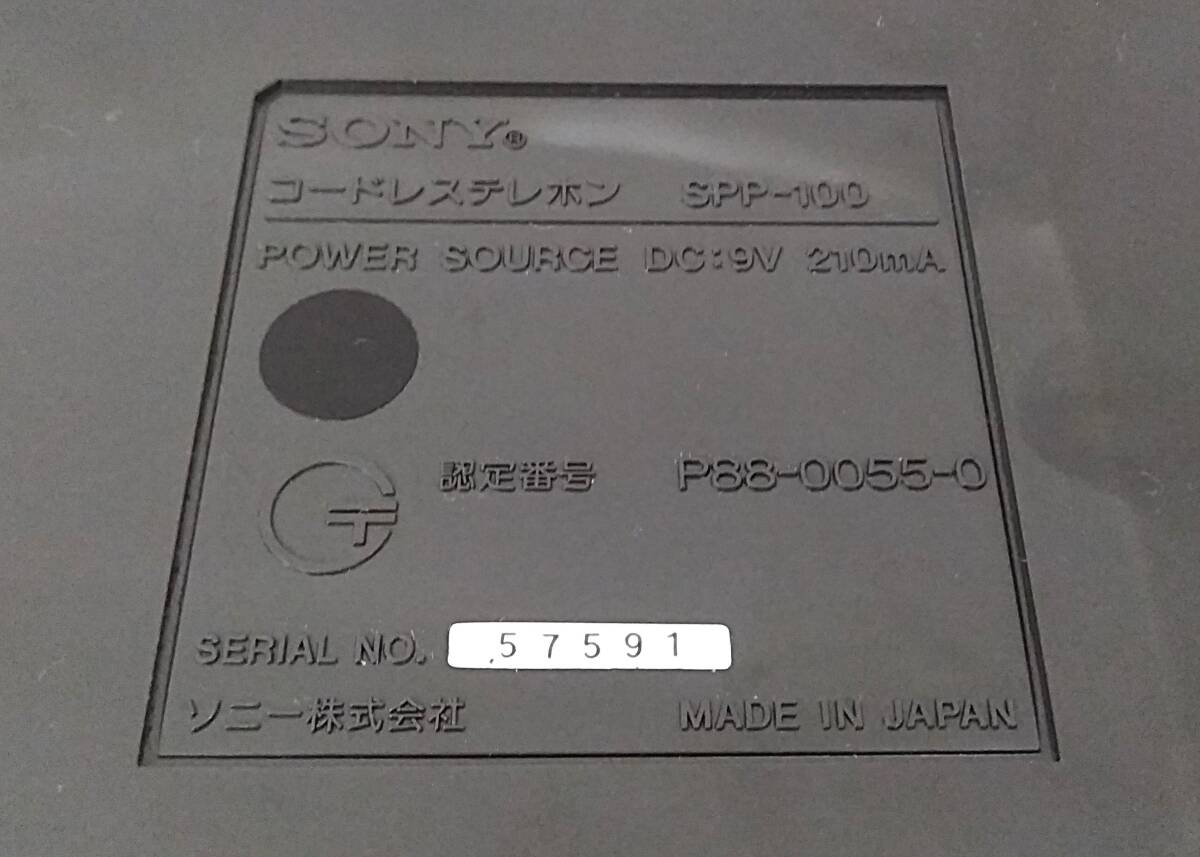 SONY®
コードレステレホン SPP-100
POWER SOURCE DC:9V 210mA
認定番号 P88-0055-0
SERIAL NO. 57591
ソニー株式会社 MADE IN JAPAN